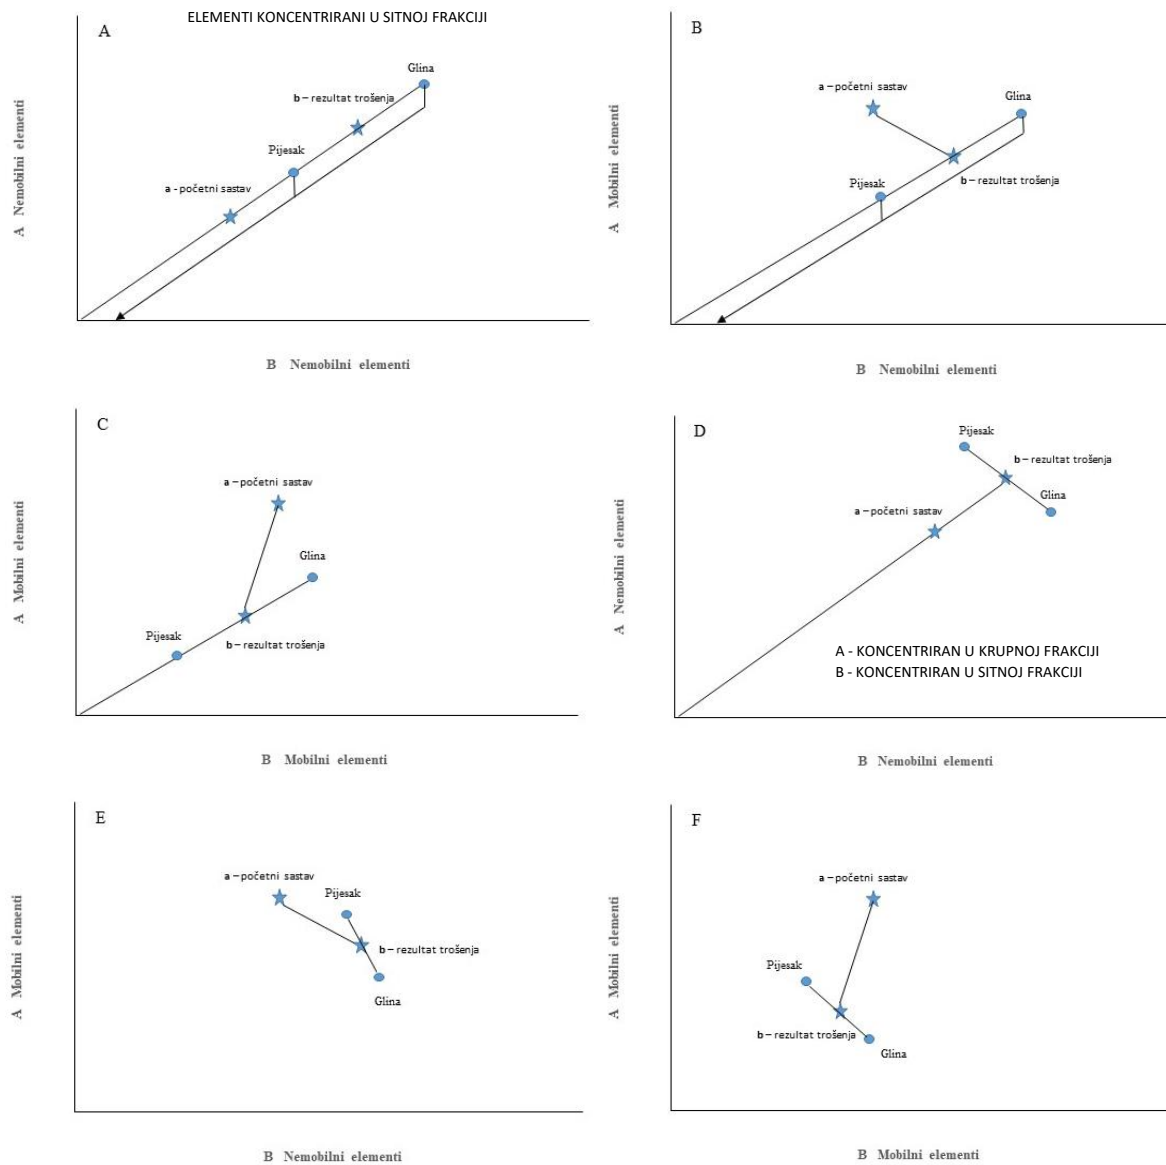 ELEMENTI KONCENTRIRANI U SITNOJ FRAKCIJI
A
Glina
b – rezultat trošenja
Pijesak
a - početni sastav
A Nemobilni elementi
B Nemobilni elementi
B
a – početni sastav
Glina
Pijesak
b – rezultat trošenja
A Mobilni elementi
B Nemobilni elementi
C
a – početni sastav
Glina
Pijesak
b – rezultat trošenja
A Mobilni elementi
B Mobilni elementi
D
Pijesak
b – rezultat trošenja
Glina
a – početni sastav
A - KONCENTRIRAN U KRUPNOJ FRAKCIJI
B - KONCENTRIRAN U SITNOJ FRAKCIJI
A Nemobilni elementi
B Nemobilni elementi
E
a – početni sastav
Pijesak
b – rezultat trošenja
Glina
A Mobilni elementi
B Nemobilni elementi
F
a – početni sastav
Pijesak
b – rezultat trošenja
Glina
A Mobilni elementi
B Mobilni elementi